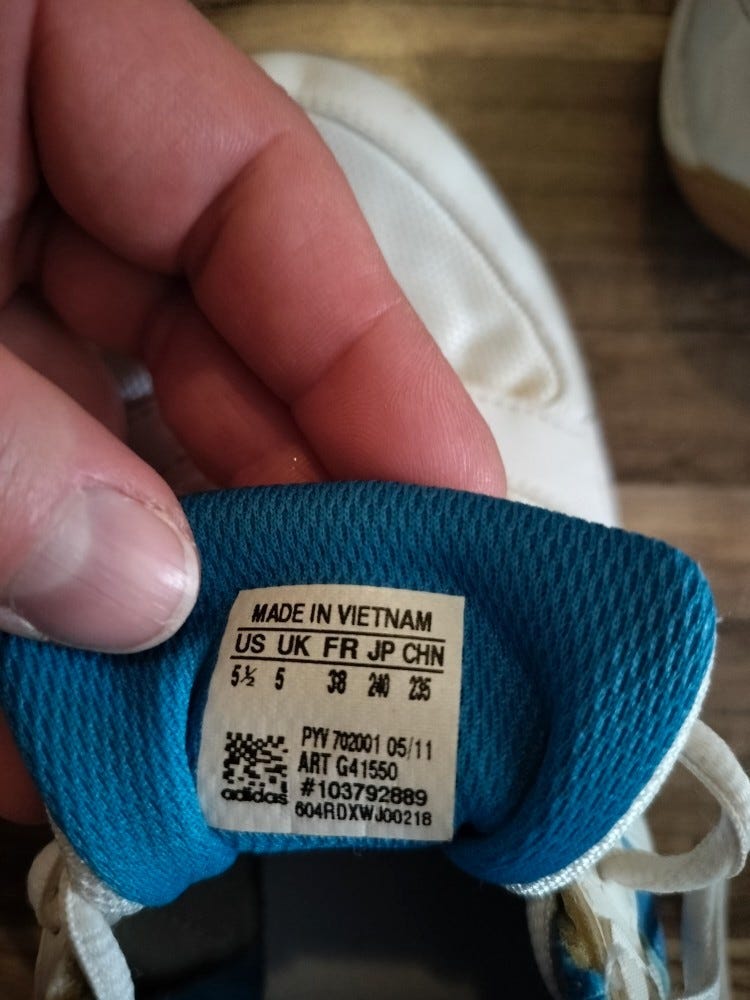 MADE IN VIETNAM
US UK FR JP CHN
5½ 5 38 240 235
PYV 702001 05/11
ART G41550
#103792889
adidas
604RDXWJ00218